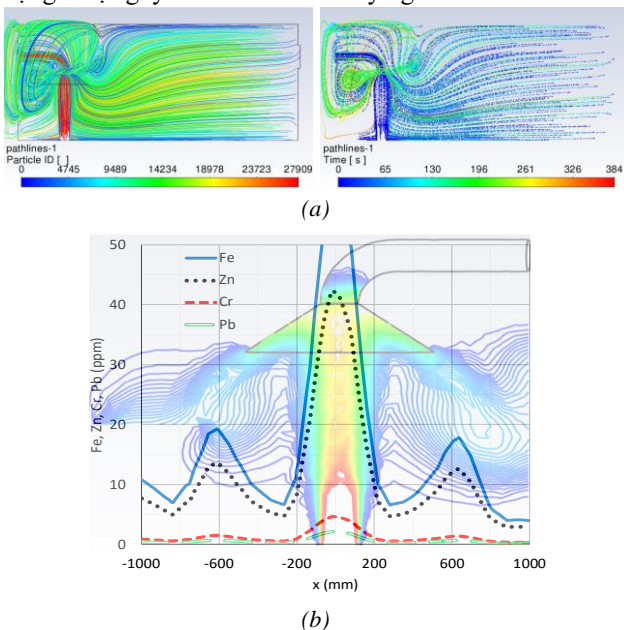 pathlines-1
Particle ID [ ]
0 4745 9489 14234 18978 23723 27909
pathlines-1
Time [ s ]
0 65 130 196 261 326 384
(a)
Fe, Zn, Cr, Pb (ppm)
50
40
30
20
10
0
Fe
Zn
Cr
Pb
-1000 -600 -200 200 600 1000
x (mm)
(b)